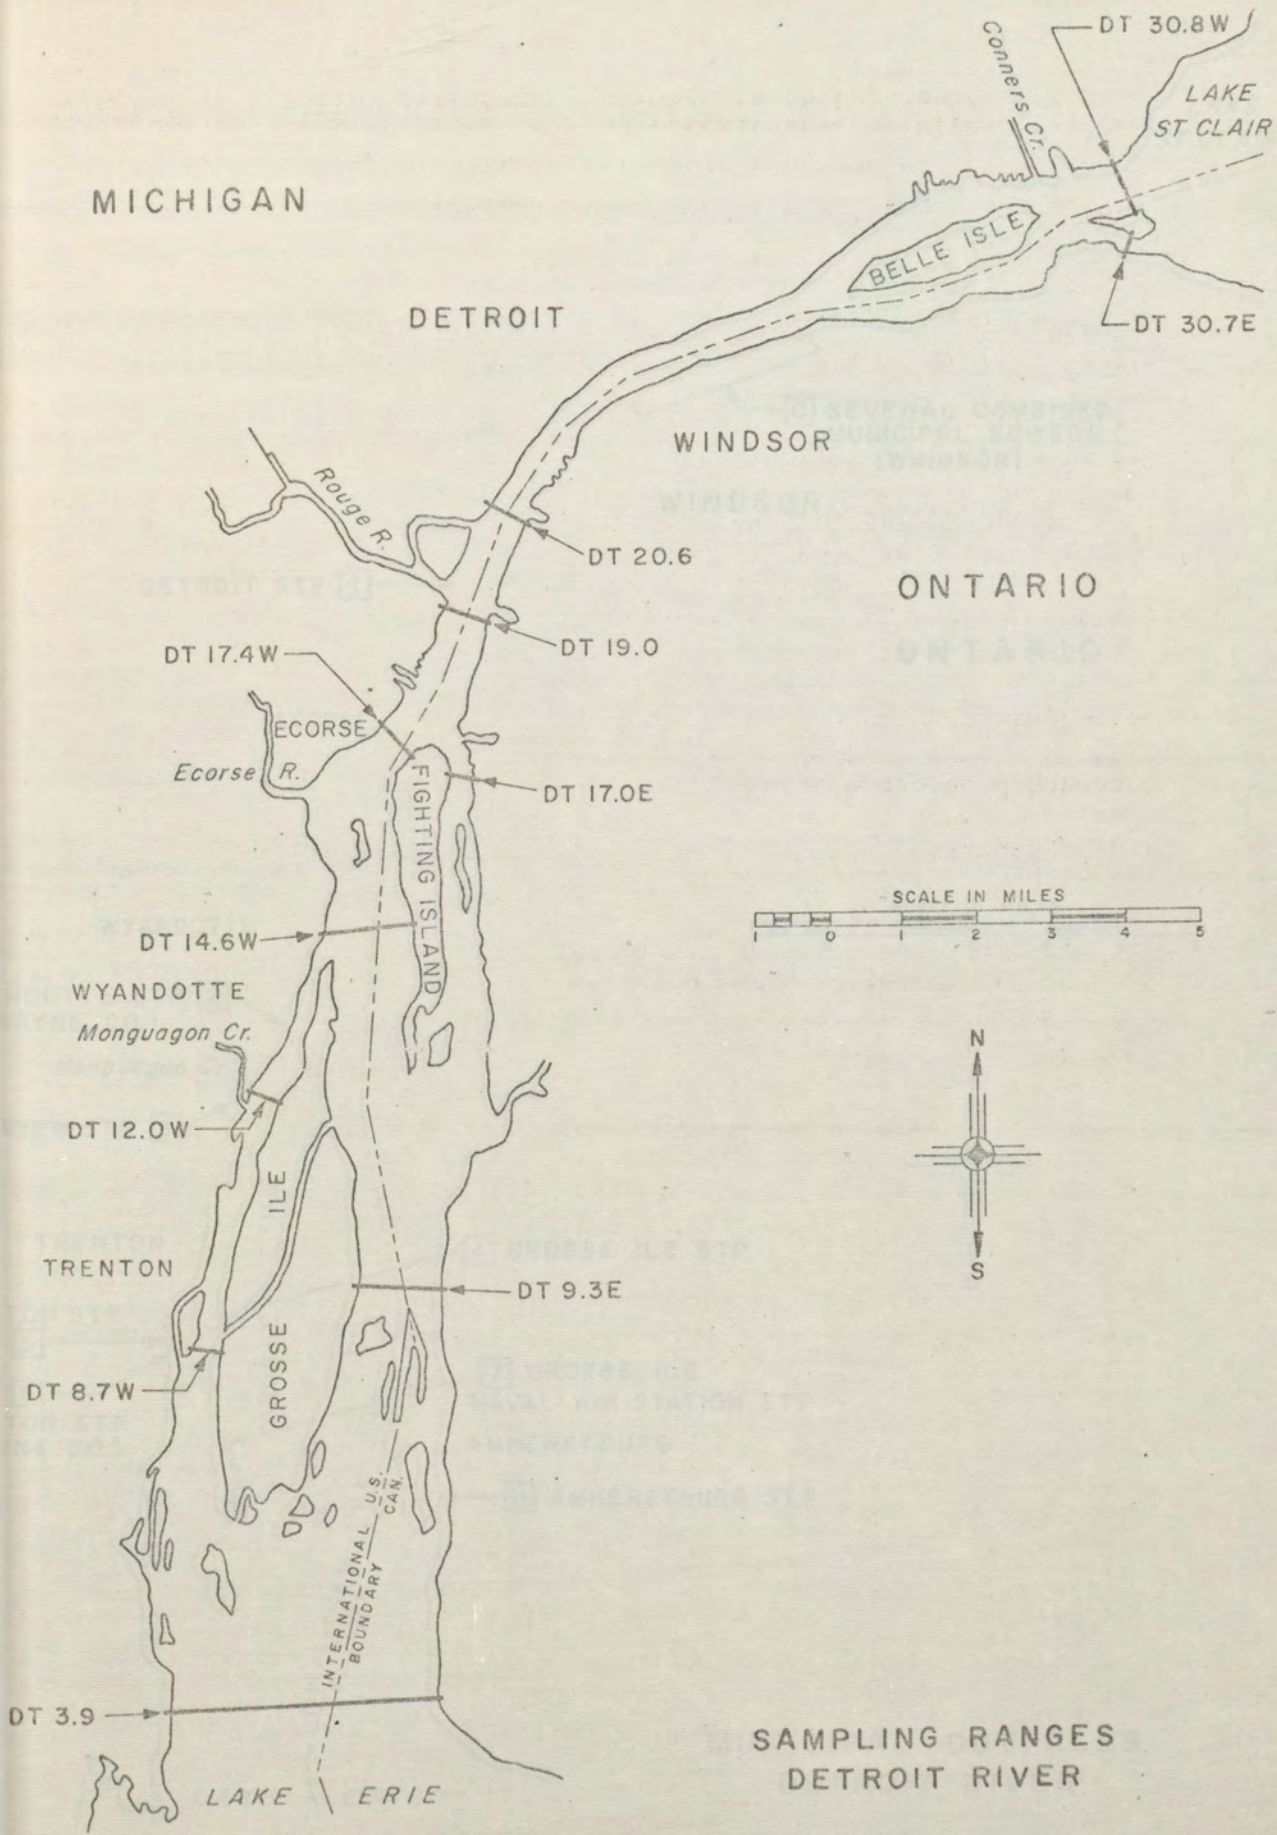 DT 30.8W
Conners Cr.
LAKE
ST CLAIR
MICHIGAN
BELLE ISLE
DETROIT
DT 30.7E
WINDSOR
Rouge R.
DT 20.6
ONTARIO
DT 19.0
DT 17.4W
ECORSE
Ecorse R.
FIGHTING ISLAND
DT 17.0E
SCALE IN MILES
1 0 1 2 3 4 5
DT 14.6W
WYANDOTTE
Monguagon Cr.
N
DT 12.0W
GROSSE ILE
TRENTON
S
DT 9.3E
DT 8.7W
U.S.
CAN.
INTERNATIONAL
BOUNDARY
DT 3.9
SAMPLING RANGES
DETROIT RIVER
LAKE ERIE
WINDSOR
ONTARIO